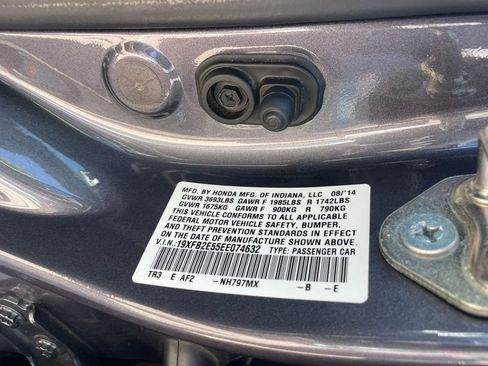 MFD. BY HONDA MFG. OF INDIANA, LLC 08/'14
GVWR 3693LBS GAWR F 1985LBS R 1742LBS
GVWR 1675KG GAWR F 900KG R 790KG
THIS VEHICLE CONFORMS TO ALL APPLICABLE
FEDERAL MOTOR VEHICLE SAFETY, BUMPER,
AND THEFT PREVENTION STANDARDS IN EFFECT
ON THE DATE OF MANUFACTURE SHOWN ABOVE.
V.I.N.:19XFB2E55EE074632 TYPE: PASSENGER CAR
TR3 E AF2 -NH797MX -B -E